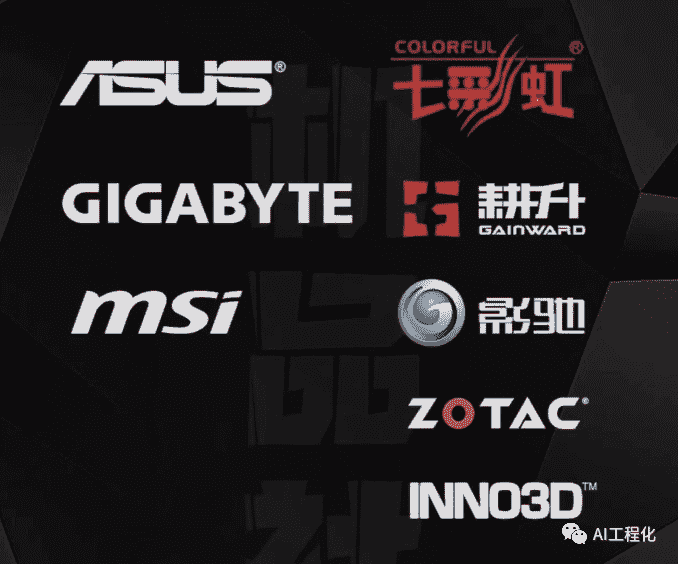 ASUS®
COLORFUL®
七彩虹
GIGABYTE
耕升
GAINWARD
msi
影驰
ZOTAC®
INNO3D™
AI工程化